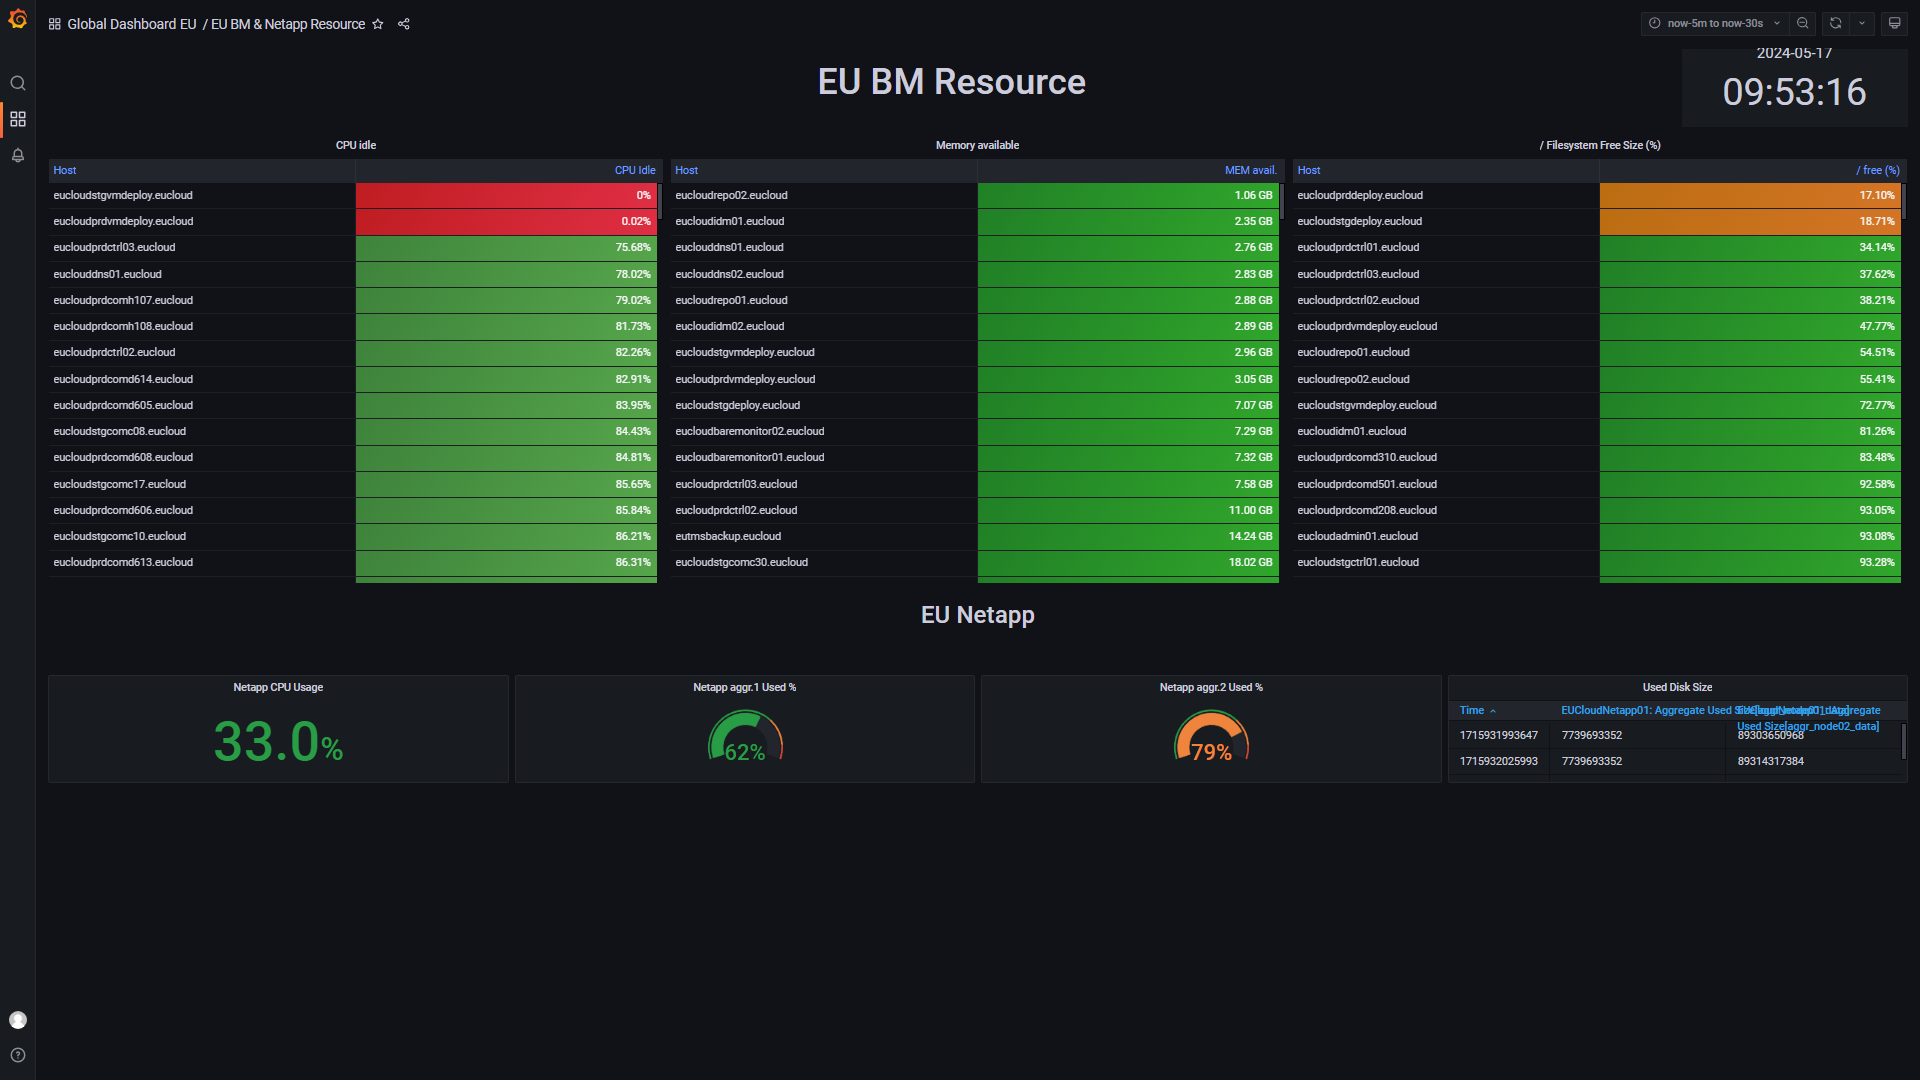 Global Dashboard EU / EU BM & Netapp Resource
now-5m to now-30s
EU BM Resource
2024-05-17
09:53:16
CPU idle
Host CPU Idle
eucloudstgvmdeploy.eucloud 0%
eucloudprdvmdeploy.eucloud 0.02%
eucloudprdctrl03.eucloud 75.68%
euclouddns01.eucloud 78.02%
eucloudprdcomh107.eucloud 79.02%
eucloudprdcomh108.eucloud 81.73%
eucloudprdctrl02.eucloud 82.26%
eucloudprdcomd614.eucloud 82.91%
eucloudprdcomd605.eucloud 83.95%
eucloudstgcomc08.eucloud 84.43%
eucloudprdcomd608.eucloud 84.81%
eucloudstgcomc17.eucloud 85.65%
eucloudprdcomd606.eucloud 85.84%
eucloudstgcomc10.eucloud 86.21%
eucloudprdcomd613.eucloud 86.31%
Memory available
Host MEM avail.
eucloudrepo02.eucloud 1.06 GB
eucloudidm01.eucloud 2.35 GB
euclouddns01.eucloud 2.76 GB
euclouddns02.eucloud 2.83 GB
eucloudrepo01.eucloud 2.88 GB
eucloudidm02.eucloud 2.89 GB
eucloudstgvmdeploy.eucloud 2.96 GB
eucloudprdvmdeploy.eucloud 3.05 GB
eucloudstgdeploy.eucloud 7.07 GB
eucloudbaremonitor02.eucloud 7.29 GB
eucloudbaremonitor01.eucloud 7.32 GB
eucloudprdctrl03.eucloud 7.58 GB
eucloudprdctrl02.eucloud 11.00 GB
eutmsbackup.eucloud 14.24 GB
eucloudstgcomc30.eucloud 18.02 GB
/ Filesystem Free Size (%)
Host / free (%)
eucloudprddeploy.eucloud 17.10%
eucloudstgdeploy.eucloud 18.71%
eucloudprdctrl01.eucloud 34.14%
eucloudprdctrl03.eucloud 37.62%
eucloudprdctrl02.eucloud 38.21%
eucloudprdvmdeploy.eucloud 47.77%
eucloudrepo01.eucloud 54.51%
eucloudrepo02.eucloud 55.41%
eucloudstgvmdeploy.eucloud 72.77%
eucloudidm01.eucloud 81.26%
eucloudprdcomd310.eucloud 83.48%
eucloudprdcomd501.eucloud 92.58%
eucloudprdcomd208.eucloud 93.05%
eucloudadmin01.eucloud 93.08%
eucloudstgctrl01.eucloud 93.28%
EU Netapp
Netapp CPU Usage
33.0%
Netapp aggr.1 Used %
62%
Netapp aggr.2 Used %
79%
Used Disk Size
Time EUCloudNetapp01: Aggregate Used Aggregate
Used Size[aggr_node02_data]
1715931993647 7739693352 89303650968
1715932025993 7739693352 89314317384